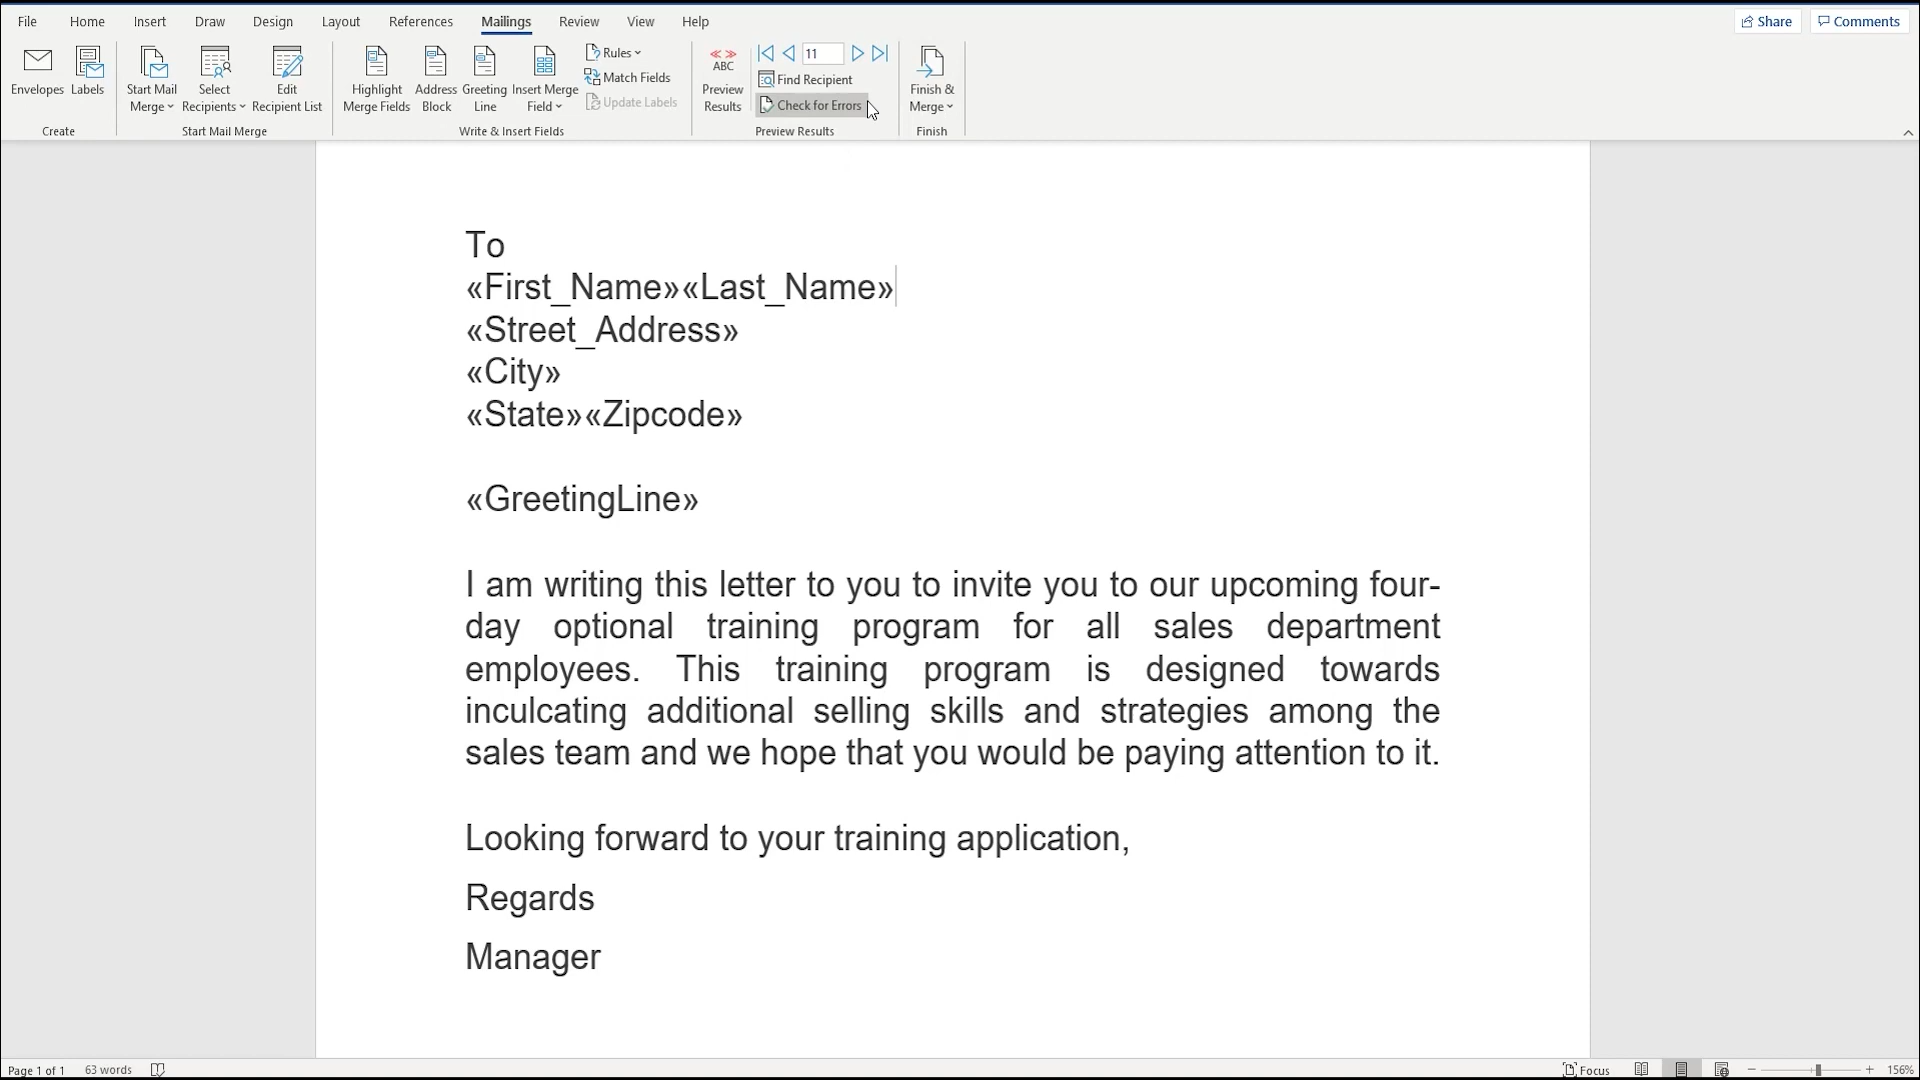 File Home Insert Draw Design Layout References Mailings Review View Help Share Comments
Envelopes Labels
Create
Start Mail Merge
Select Recipients
Edit Recipient List
Start Mail Merge
Highlight Merge Fields
Address Block
Greeting Line
Insert Merge Field
Rules
Match Fields
Update Labels
Write & Insert Fields
ABC
Preview Results
11
Find Recipient
Check for Errors
Preview Results
Finish & Merge
Finish
To
«First_Name»«Last_Name»
«Street_Address»
«City»
«State»«Zipcode»
«GreetingLine»
I am writing this letter to you to invite you to our upcoming four-
day optional training program for all sales department
employees. This training program is designed towards
inculcating additional selling skills and strategies among the
sales team and we hope that you would be paying attention to it.
Looking forward to your training application,
Regards
Manager
Page 1 of 1 63 words Focus 156%